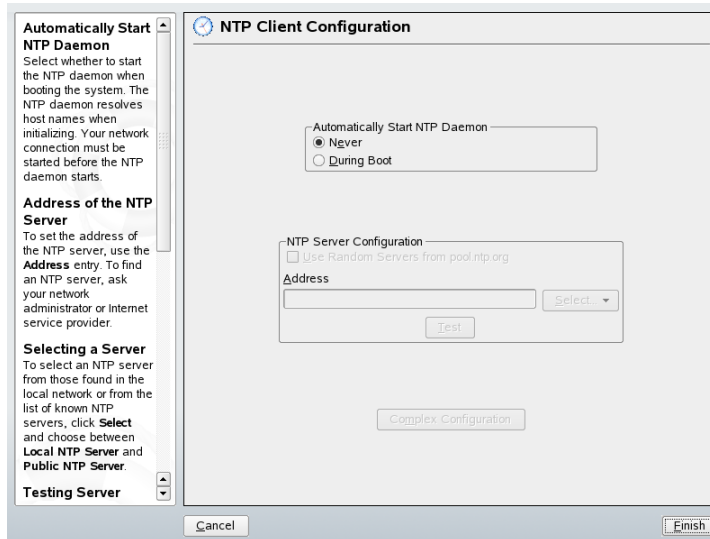 Automatically Start
NTP Daemon
Select whether to start
the NTP daemon when
booting the system. The
NTP daemon resolves
host names when
initializing. Your network
connection must be
started before the NTP
daemon starts.
Address of the NTP
Server
To set the address of
the NTP server, use the
Address entry. To find
an NTP server, ask
your network
administrator or Internet
service provider.
Selecting a Server
To select an NTP server
from those found in the
local network or from the
list of known NTP
servers, click Select
and choose between
Local NTP Server and
Public NTP Server.
Testing Server
NTP Client Configuration
Automatically Start NTP Daemon
Never
During Boot
NTP Server Configuration
Use Random Servers from pool.ntp.org
Address
Select...
Test
Complex Configuration
Cancel
Finish